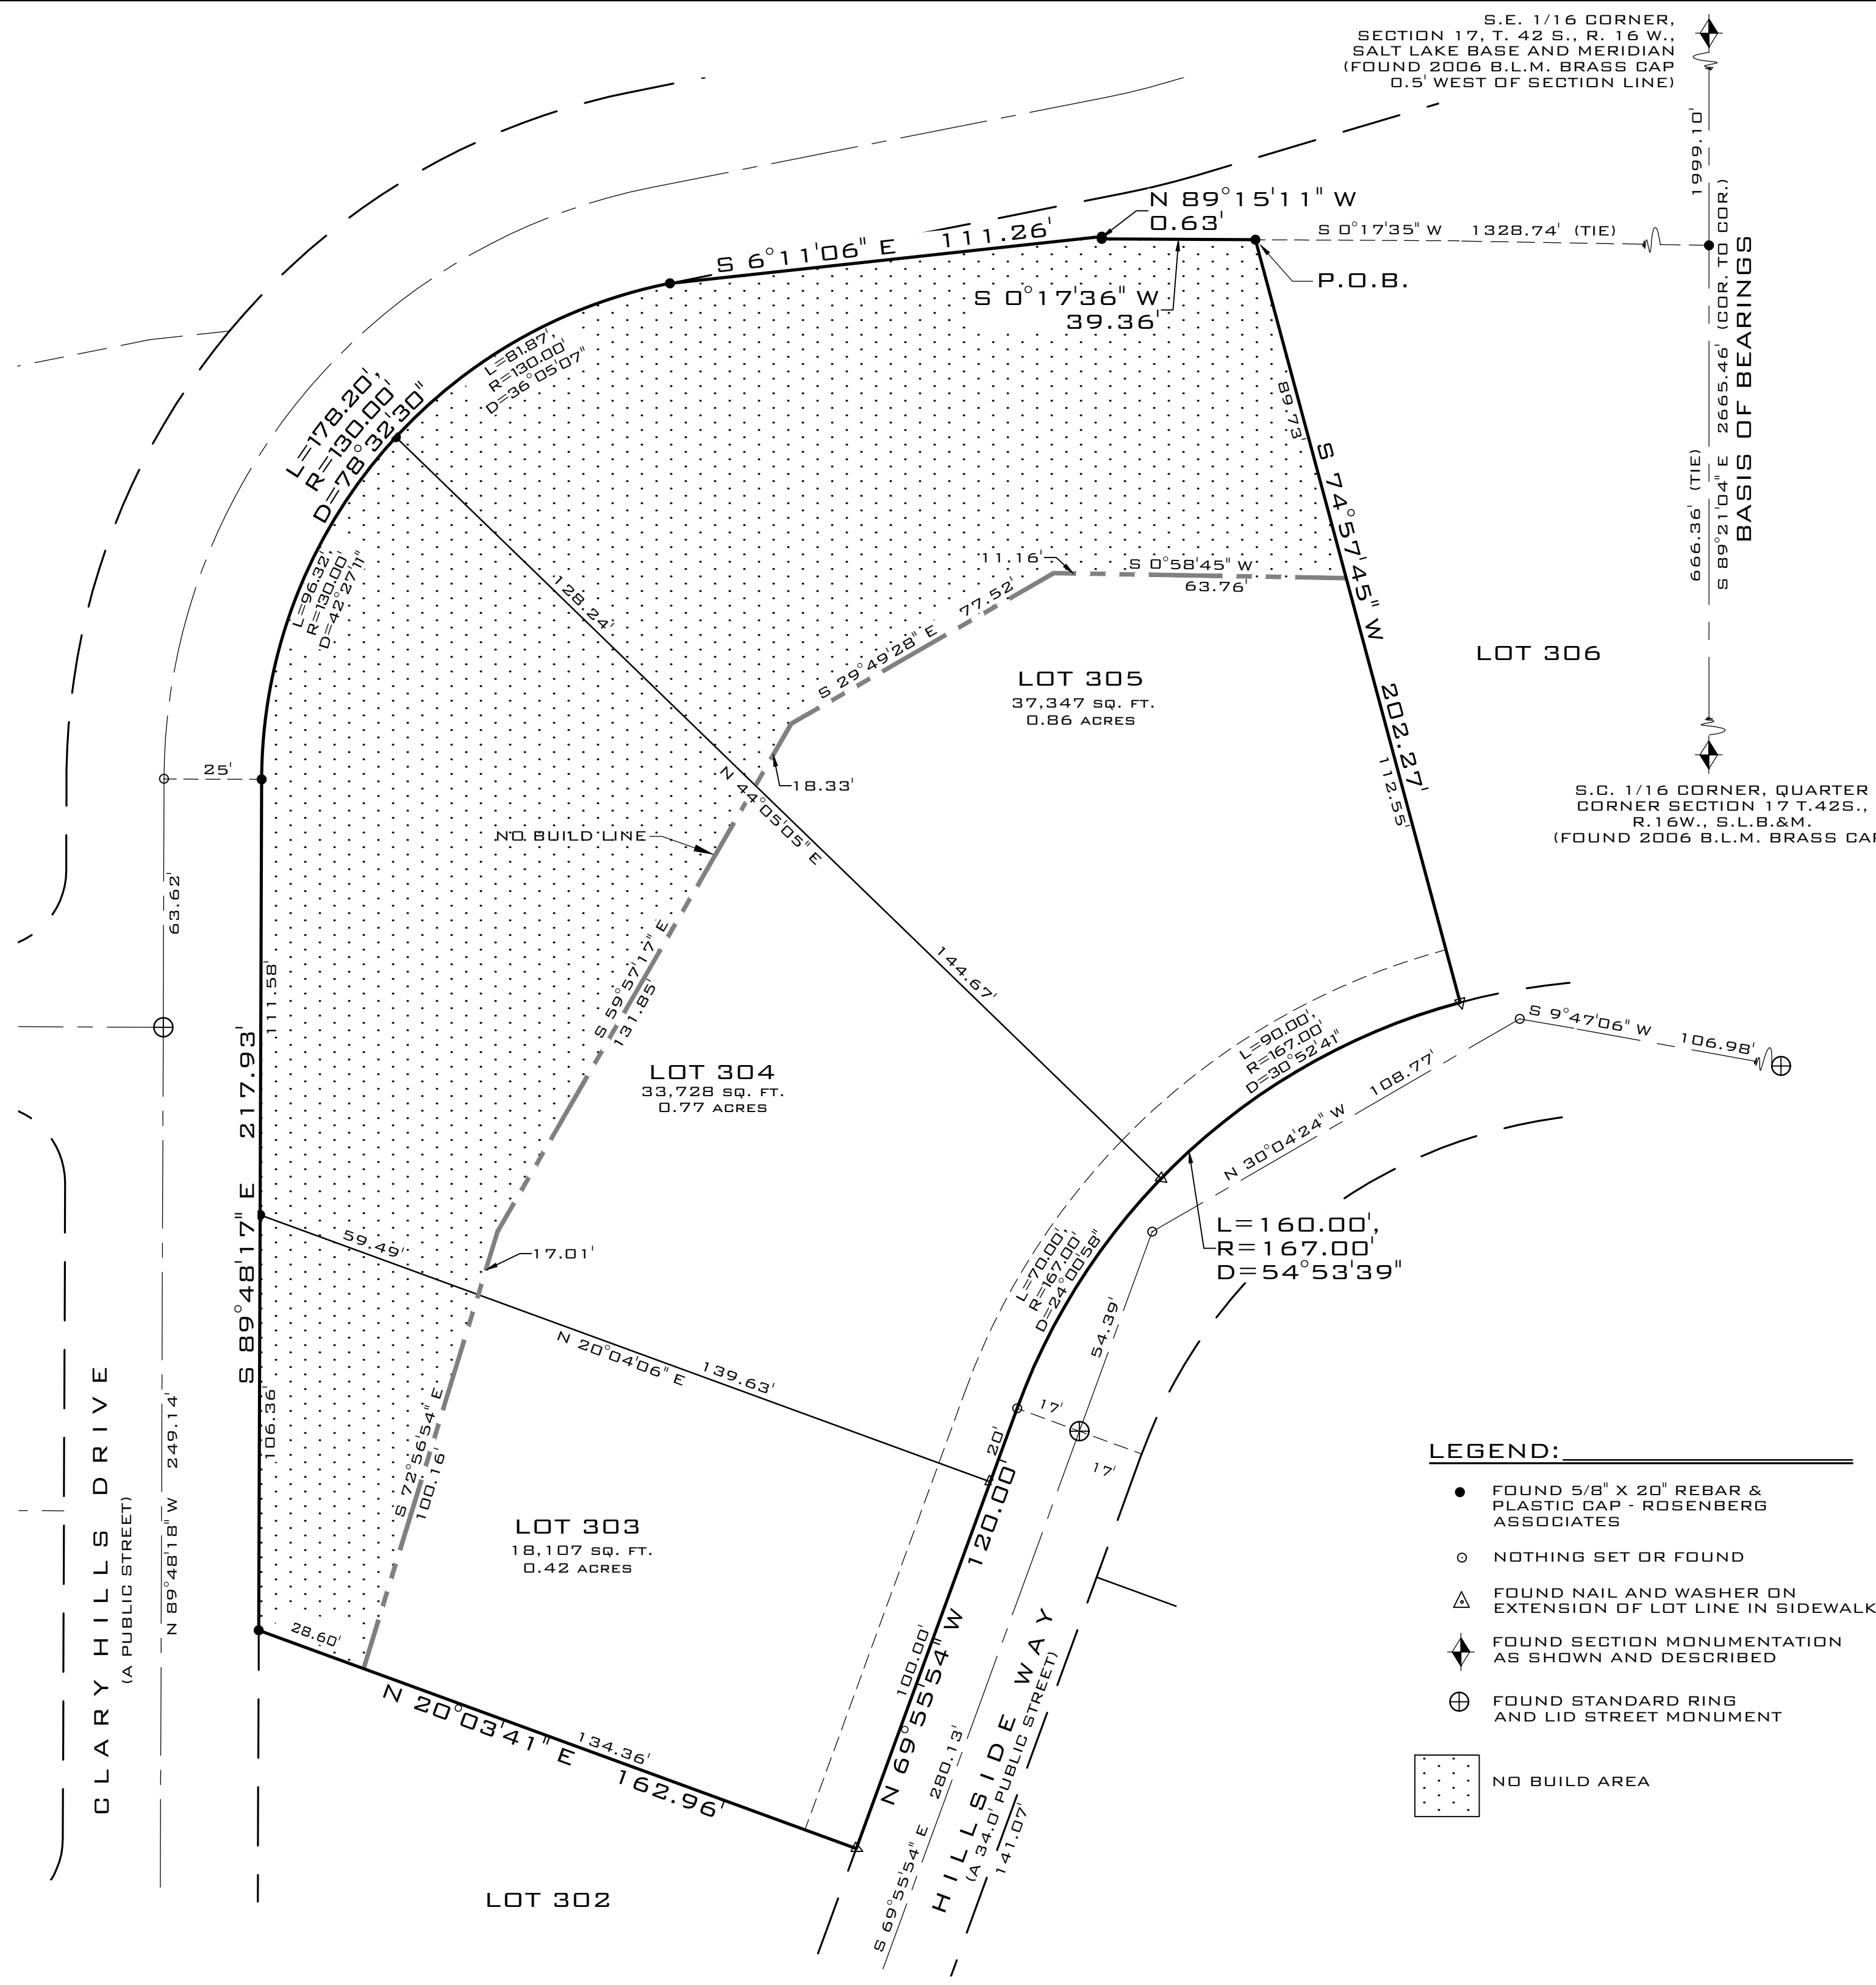 S.E. 1/16 CORNER,
SECTION 17, T. 42 S., R. 16 W.,
SALT LAKE BASE AND MERIDIAN
(FOUND 2006 B.L.M. BRASS CAP
0.5' WEST OF SECTION LINE)
1999.10'
N 89°15'11" W
0.63'
S 0°17'35" W 1328.74' (TIE)
S 6°11'06" E 111.26'
P.O.B.
S 0°17'36" W
39.36'
666.36' (TIE)
S 89°21'04" E 2665.46' (COR. TO COR.)
BASIS OF BEARINGS
L=81.87',
R=130.00'
D=36°05'07"
L=178.20',
R=130.00',
D=78°32'30"
89.73'
S 74°57'45" W 202.27'
112.55'
L=96.32',
R=130.00'
D=42°27'11"
128.24'
11.16'
S 0°58'45" W
63.76'
77.52'
S 29°49'28" E
LOT 306
LOT 305
37,347 SQ. FT.
0.86 ACRES
25'
18.33'
N 44°05'05" E
NO BUILD LINE
S.C. 1/16 CORNER, QUARTER
CORNER SECTION 17 T.42S.,
R.16W., S.L.B.&M.
(FOUND 2006 B.L.M. BRASS CAP
63.62'
111.58'
144.67'
S 59°57'17" E
131.85'
L=90.00',
R=167.00'
D=30°52'41"
S 9°47'06" W 106.98'
N 30°04'24" W 108.77'
LOT 304
33,728 SQ. FT.
0.77 ACRES
S 89°48'17" E 217.93'
59.49'
17.01'
L=160.00',
R=167.00'
D=54°53'39"
L=70.00',
R=167.00'
D=24°00'58"
54.39'
N 20°04'06" E 139.63'
17'
17'
20'
106.36'
S 72°56'54" E
100.16'
N 69°55'54" W 120.00'
100.00'
LOT 303
18,107 SQ. FT.
0.42 ACRES
CLARY HILLS DRIVE
(A PUBLIC STREET)
N 89°48'18" W 249.14'
28.60'
N 20°03'41" E 162.96'
134.36'
S 69°55'54" E 280.13'
HILLSIDE WAY
(A 34.0' PUBLIC STREET)
141.07'
LOT 302
LEGEND:
FOUND 5/8" X 20" REBAR &
PLASTIC CAP - ROSENBERG
ASSOCIATES
NOTHING SET OR FOUND
FOUND NAIL AND WASHER ON
EXTENSION OF LOT LINE IN SIDEWALK
FOUND SECTION MONUMENTATION
AS SHOWN AND DESCRIBED
FOUND STANDARD RING
AND LID STREET MONUMENT
NO BUILD AREA